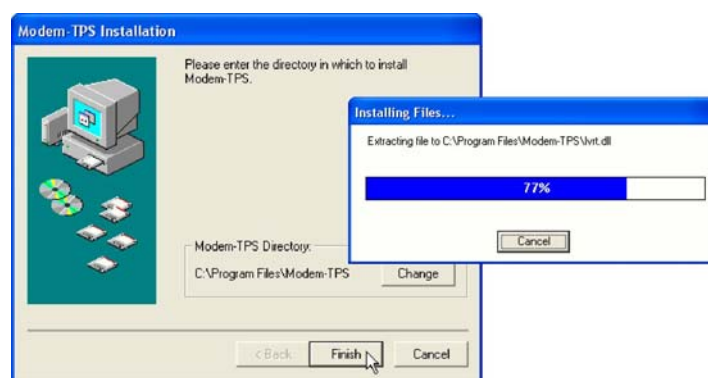 Modem-TPS Installation
Please enter the directory in which to install
Modem-TPS.
Modem-TPS Directory:
C:\Program Files\Modem-TPS
Change
< Back
Finish
Cancel
Installing Files...
Extracting file to C:\Program Files\Modem-TPS\lvrt.dll
77%
Cancel